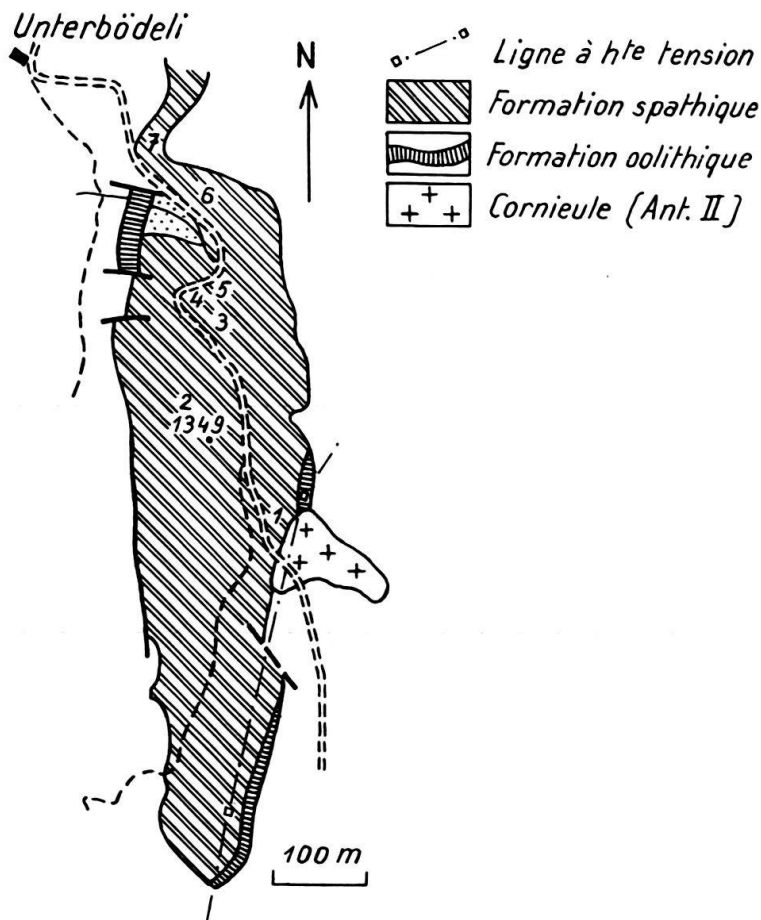 Unterbödeli
N
Ligne à hte tension
Formation spathique
Formation oolithique
Cornieule (Ant. II)
7
6
5
4
3
2
1349
1
100 m